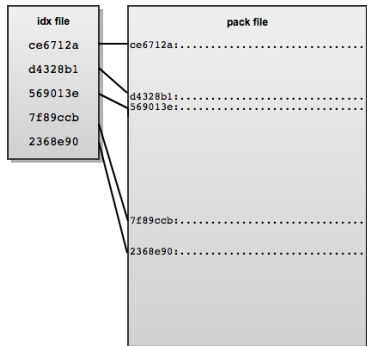 idx file
ce6712a
d4328b1
569013e
7f89ccb
2368e90
pack file
ce6712a:..............................
d4328b1:..............................
569013e:..............................
7f89ccb:..............................
2368e90:..............................